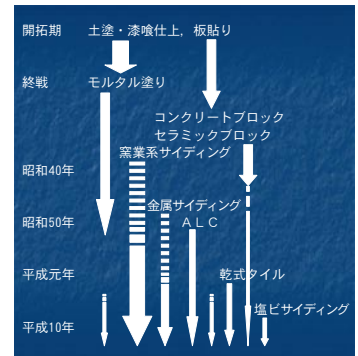 開拓期　土塗・漆喰仕上，板貼り
終戦　モルタル塗り
コンクリートブロック
セラミックブロック
窯業系サイディング
昭和40年
金属サイディング
昭和50年　ＡＬＣ
平成元年　乾式タイル
塩ビサイディング
平成10年